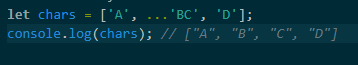 let chars = ['A', ...'BC', 'D'];
console.log(chars); // ["A", "B", "C", "D"]